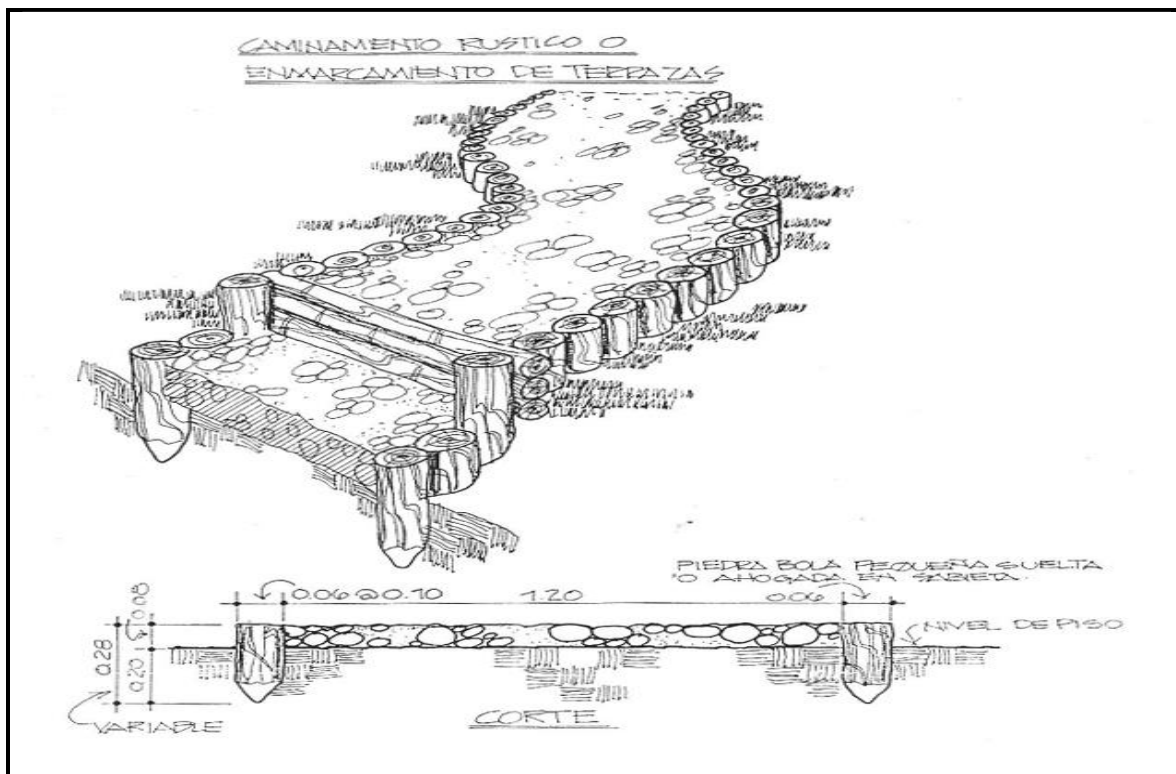 CAMINAMENTO RUSTICO O
ENMARCAMIENTO DE TERRAZAS
PIEDRA BOLA PEQUEÑA SUELTA
O AHOGADA EN SABIETA.
0.06 @ 0.10
1.20
0.06
NIVEL DE PISO
0.08
0.28
0.20
VARIABLE
CORTE